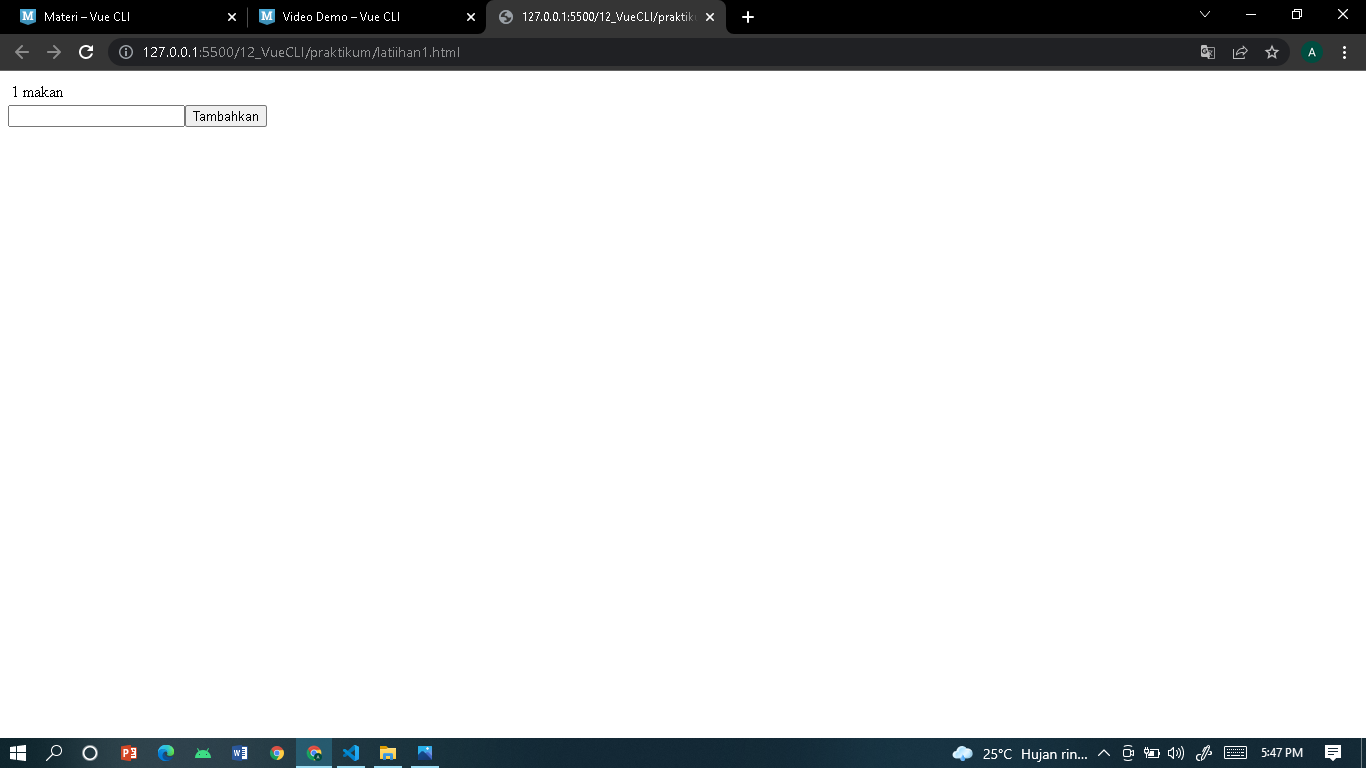 Materi – Vue CLI
Video Demo – Vue CLI
127.0.0.1:5500/12_VueCLI/praktik
127.0.0.1:5500/12_VueCLI/praktikum/latiihan1.html
A
1 makan
Tambahkan
25°C Hujan rin...
5:47 PM